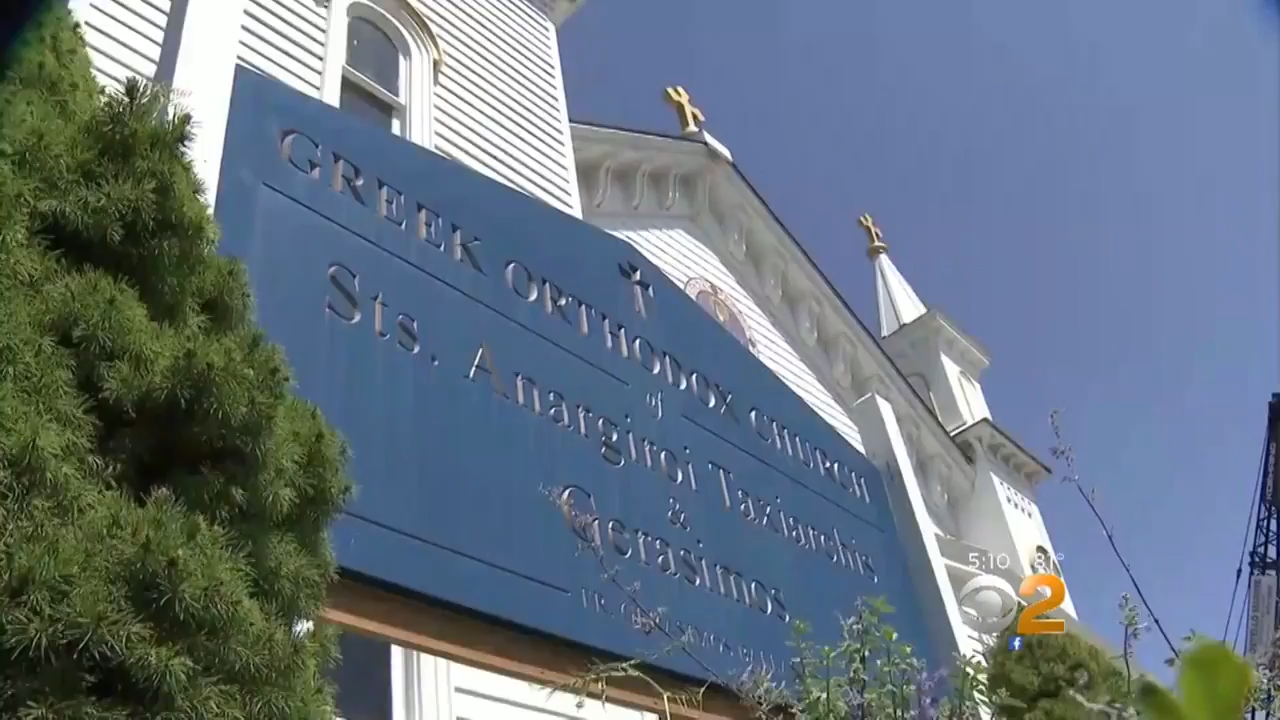 GREEK ORTHODOX CHURCH
of
Sts. Anargiroi Taxiarchis
&
Gerasimos
5:10 81°
2
f